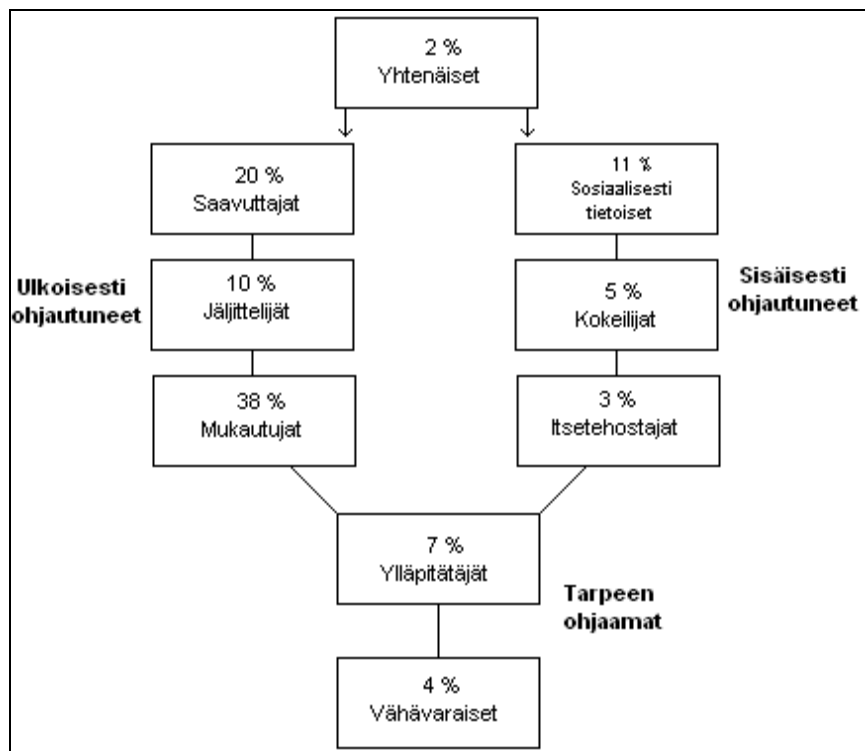 2 %
Yhtenäiset
20 %
Saavuttajat
11 %
Sosiaalisesti
tietoiset
Ulkoisesti
ohjautuneet
10 %
Jäljittelijät
5 %
Kokeilijat
Sisäisesti
ohjautuneet
38 %
Mukautujat
3 %
Itsetehostajat
7 %
Ylläpitätäjät
Tarpeen
ohjaamat
4 %
Vähävaraiset